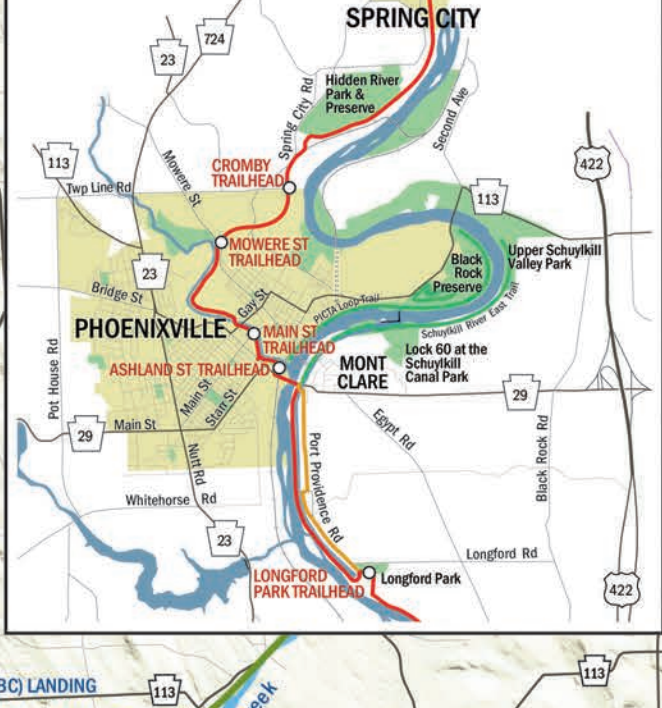 SPRING CITY
724
23
Hidden River
Park &
Preserve
Spring City Rd
Second Ave
113
422
Mowere St
CROMBY
TRAILHEAD
Twp Line Rd
113
MOWERE ST
TRAILHEAD
Black
Rock
Preserve
Upper Schuylkill
Valley Park
23
Bridge St
Gay St
PICTA Loop Trail
Schuylkill River East Trail
PHOENIXVILLE
MAIN ST
TRAILHEAD
Lock 60 at the
Schuylkill
Canal Park
ASHLAND ST TRAILHEAD
MONT
CLARE
Pot House Rd
Main St
Starr St
29
Egypt Rd
Black Rock Rd
29
Main St
Nutt Rd
Port Providence Rd
Whitehorse Rd
23
Longford Rd
LONGFORD
PARK TRAILHEAD
Longford Park
422
BC) LANDING
113
eek
113